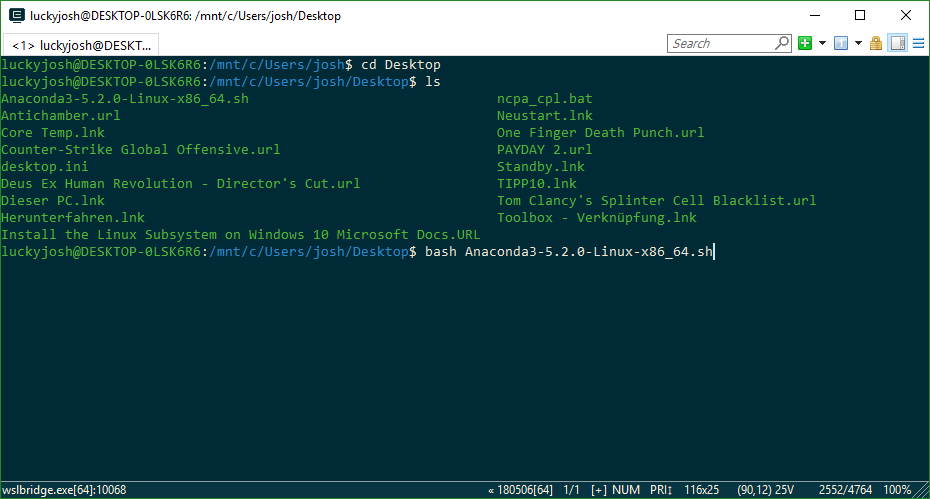 luckyjosh@DESKTOP-0LSK6R6: /mnt/c/Users/josh/Desktop
<1> luckyjosh@DESKT...
Search
luckyjosh@DESKTOP-0LSK6R6:/mnt/c/Users/josh$ cd Desktop
luckyjosh@DESKTOP-0LSK6R6:/mnt/c/Users/josh/Desktop$ ls
Anaconda3-5.2.0-Linux-x86_64.sh ncpa_cpl.bat
Antichamber.url Neustart.lnk
Core Temp.lnk One Finger Death Punch.url
Counter-Strike Global Offensive.url PAYDAY 2.url
desktop.ini Standby.lnk
Deus Ex Human Revolution - Director's Cut.url TIPP10.lnk
Dieser PC.lnk Tom Clancy's Splinter Cell Blacklist.url
Herunterfahren.lnk Toolbox - Verknüpfung.lnk
Install the Linux Subsystem on Windows 10 Microsoft Docs.URL
luckyjosh@DESKTOP-0LSK6R6:/mnt/c/Users/josh/Desktop$ bash Anaconda3-5.2.0-Linux-x86_64.sh
wslbridge.exe[64]:10068 « 180506[64] 1/1 [+] NUM PRI↕ 116x25 (90,12) 25V 2552/4764 100%